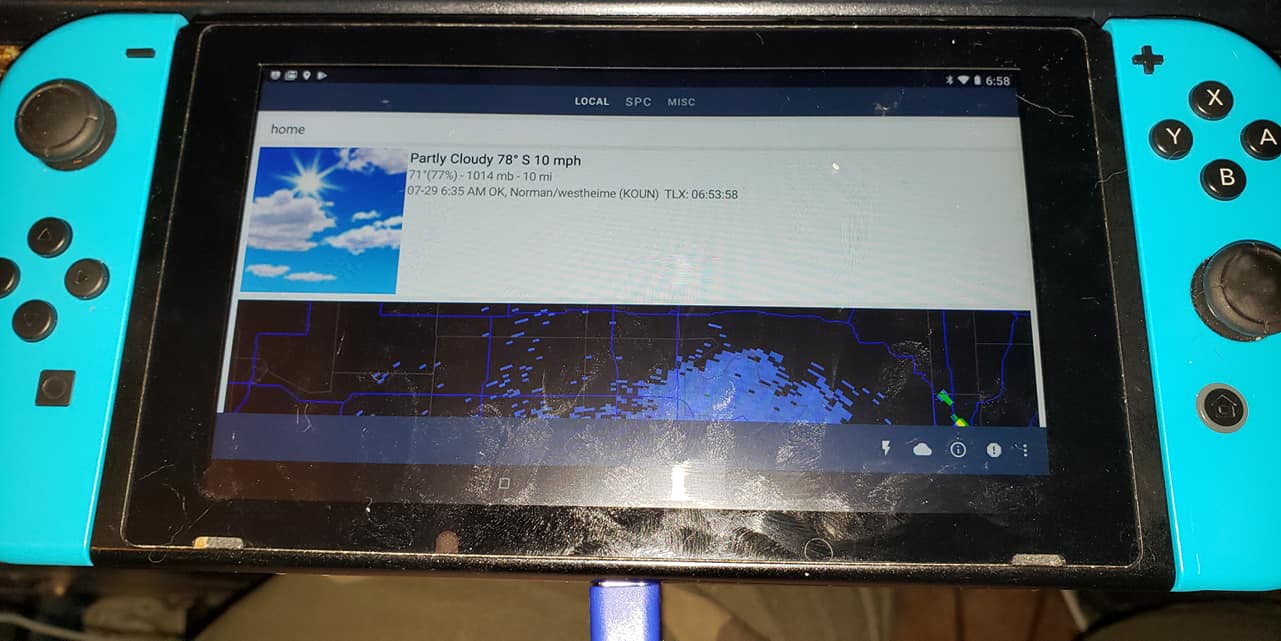 6:58
LOCAL SPC MISC
home
Partly Cloudy 78° S 10 mph
71°(77%) - 1014 mb - 10 mi
07-29 6:35 AM OK, Norman/westheime (KOUN) TLX: 06:53:58
X
Y
A
B